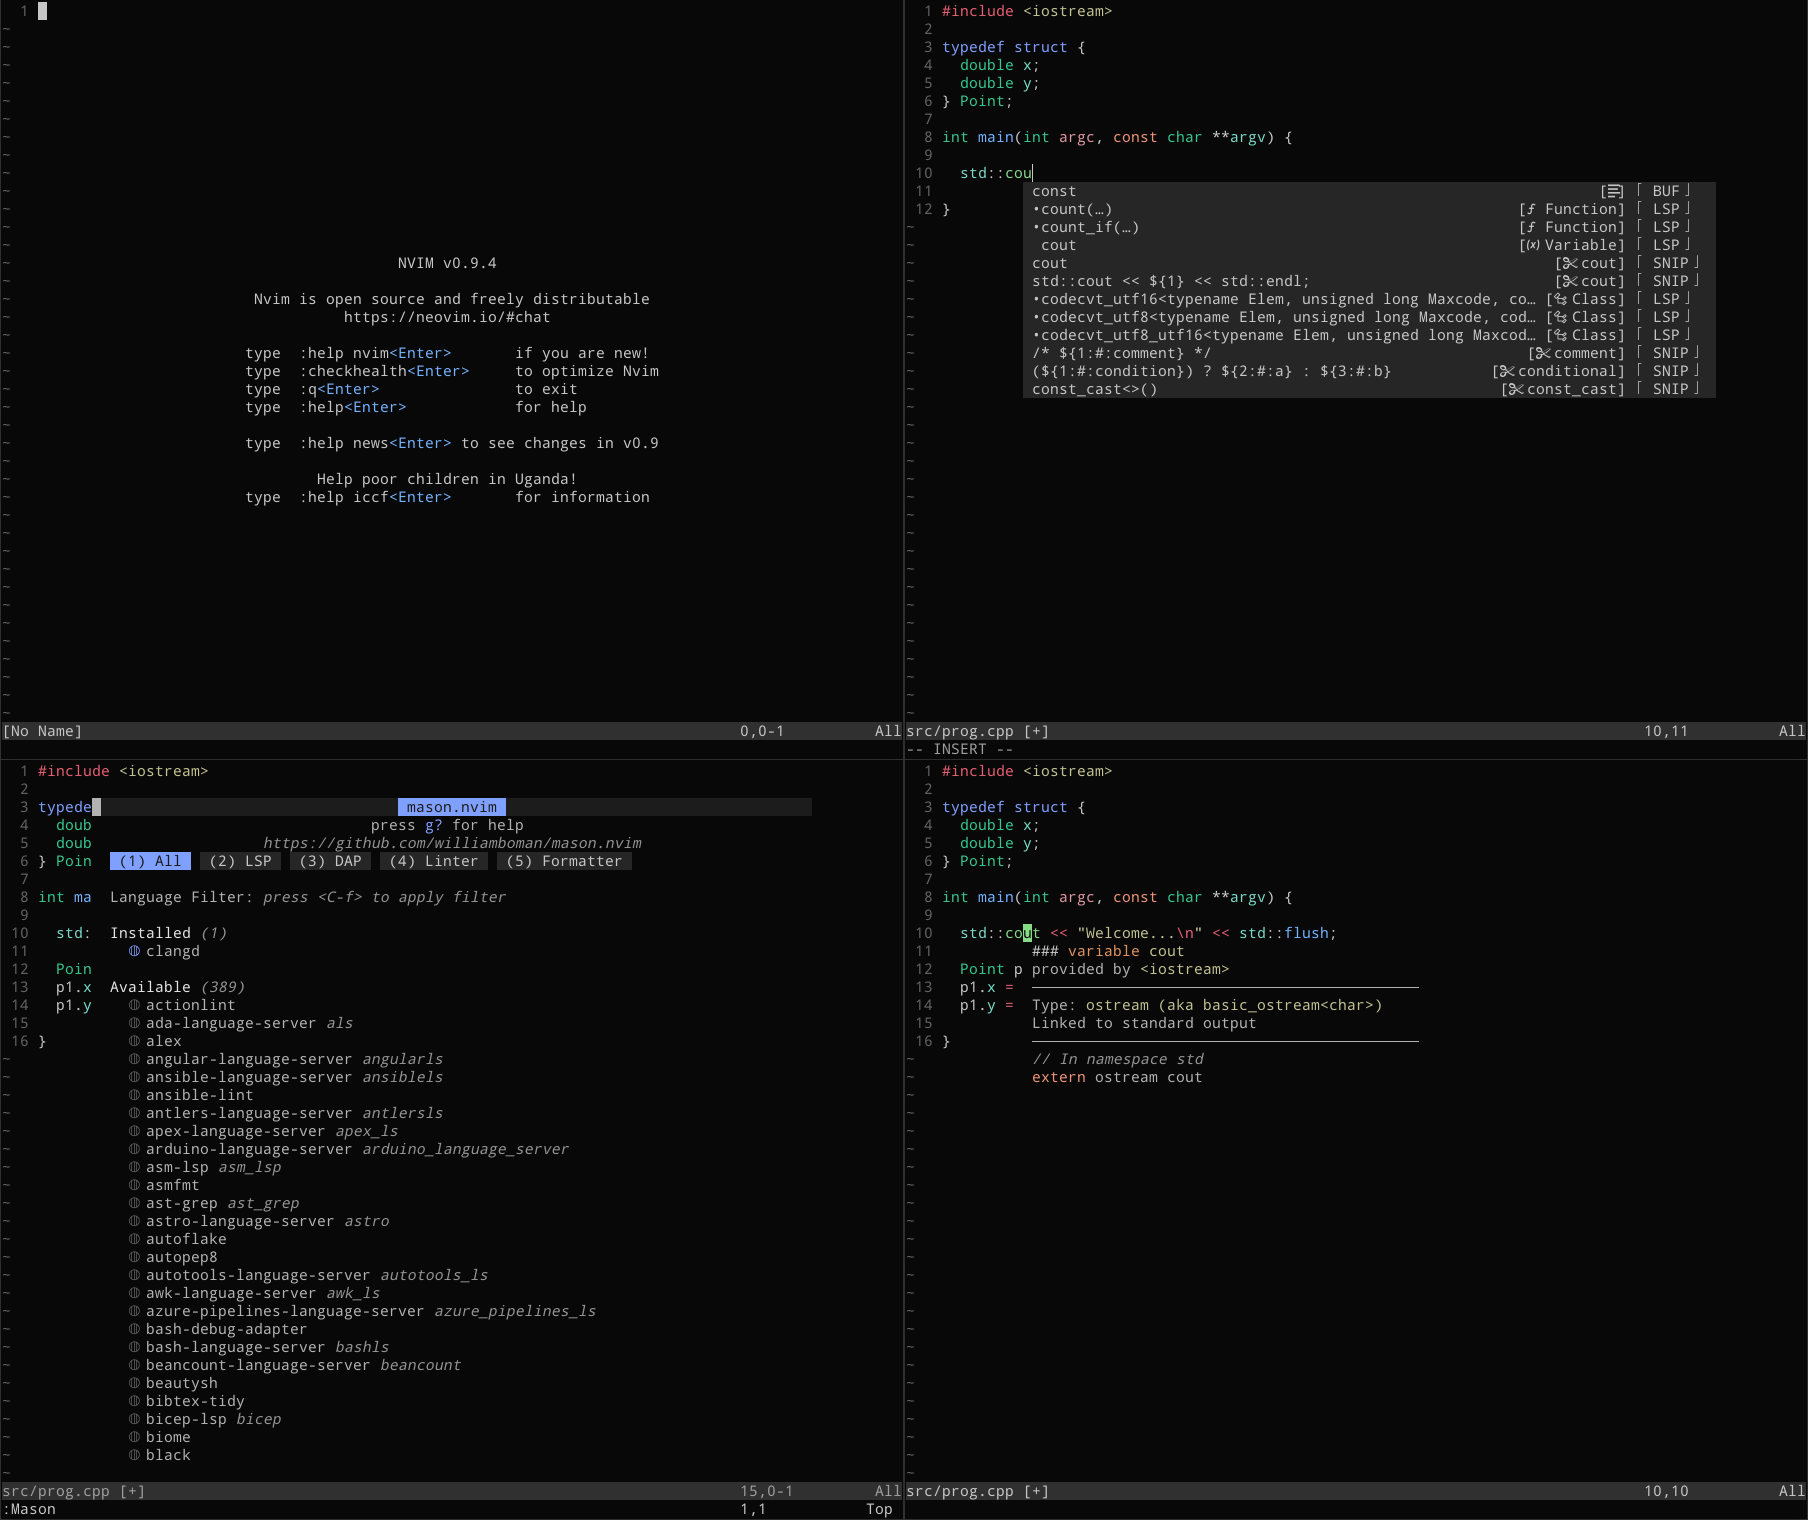 1
NVIM v0.9.4
Nvim is open source and freely distributable
https://neovim.io/#chat
type  :help nvim<Enter>       if you are new!
type  :checkhealth<Enter>     to optimize Nvim
type  :q<Enter>               to exit
type  :help<Enter>            for help
type  :help news<Enter> to see changes in v0.9
Help poor children in Uganda!
type  :help iccf<Enter>       for information
[No Name] 0,0-1 All
1 #include <iostream>
2
3 typedef struct {
4   double x;
5   double y;
6 } Point;
7
8 int main(int argc, const char **argv) {
9
10   std::cou
11
const [] ⌈ BUF ⌋
12 }
•count(…) [ƒ Function] ⌈ LSP ⌋
•count_if(…) [ƒ Function] ⌈ LSP ⌋
cout [(x) Variable] ⌈ LSP ⌋
cout [✂cout] ⌈ SNIP ⌋
std::cout << ${1} << std::endl; [✂cout] ⌈ SNIP ⌋
•codecvt_utf16<typename Elem, unsigned long Maxcode, co… [Class] ⌈ LSP ⌋
•codecvt_utf8<typename Elem, unsigned long Maxcode, cod… [Class] ⌈ LSP ⌋
•codecvt_utf8_utf16<typename Elem, unsigned long Maxcod… [Class] ⌈ LSP ⌋
/* ${1:#:comment} */ [✂comment] ⌈ SNIP ⌋
(${1:#:condition}) ? ${2:#:a} : ${3:#:b} [✂conditional] ⌈ SNIP ⌋
const_cast<>() [✂const_cast] ⌈ SNIP ⌋
src/prog.cpp [+] 10,11 All
-- INSERT --
1 #include <iostream>
2
3 typede mason.nvim
4   doub press g? for help
5   doub https://github.com/williamboman/mason.nvim
6 } Poin (1) All (2) LSP (3) DAP (4) Linter (5) Formatter
7
8 int ma Language Filter: press <C-f> to apply filter
9
10   std: Installed (1)
11 clangd
12   Poin
13   p1.x Available (389)
14   p1.y actionlint
15 ada-language-server als
16 } alex
angular-language-server angularls
ansible-language-server ansiblels
ansible-lint
antlers-language-server antlersls
apex-language-server apex_ls
arduino-language-server arduino_language_server
asm-lsp asm_lsp
asmfmt
ast-grep ast_grep
astro-language-server astro
autoflake
autopep8
autotools-language-server autotools_ls
awk-language-server awk_ls
azure-pipelines-language-server azure_pipelines_ls
bash-debug-adapter
bash-language-server bashls
beancount-language-server beancount
beautysh
bibtex-tidy
bicep-lsp bicep
biome
black
src/prog.cpp [+] 15,0-1 All
:Mason 1,1 Top
1 #include <iostream>
2
3 typedef struct {
4   double x;
5   double y;
6 } Point;
7
8 int main(int argc, const char **argv) {
9
10   std::cout << "Welcome...\n" << std::flush;
11 ### variable cout
12   Point p provided by <iostream>
13   p1.x =
14   p1.y = Type: ostream (aka basic_ostream<char>)
15 Linked to standard output
16 }
// In namespace std
extern ostream cout
src/prog.cpp [+] 10,10 All